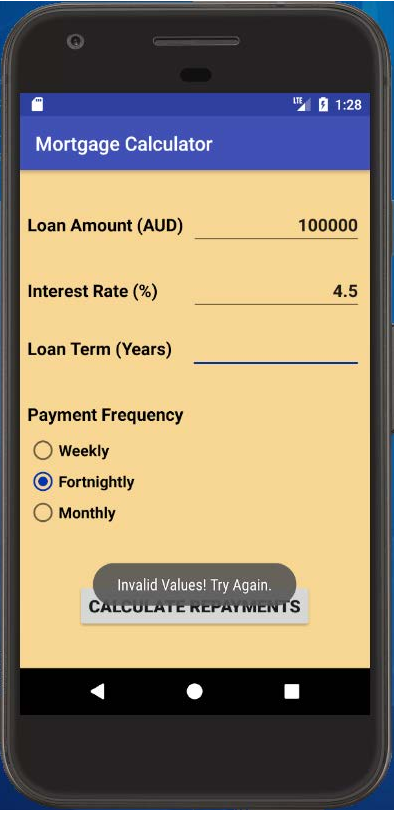 LTE 1:28
Mortgage Calculator
Loan Amount (AUD) 100000
Interest Rate (%) 4.5
Loan Term (Years)
Payment Frequency
Weekly
Fortnightly
Monthly
Invalid Values! Try Again.
CALCULATE REPAYMENTS